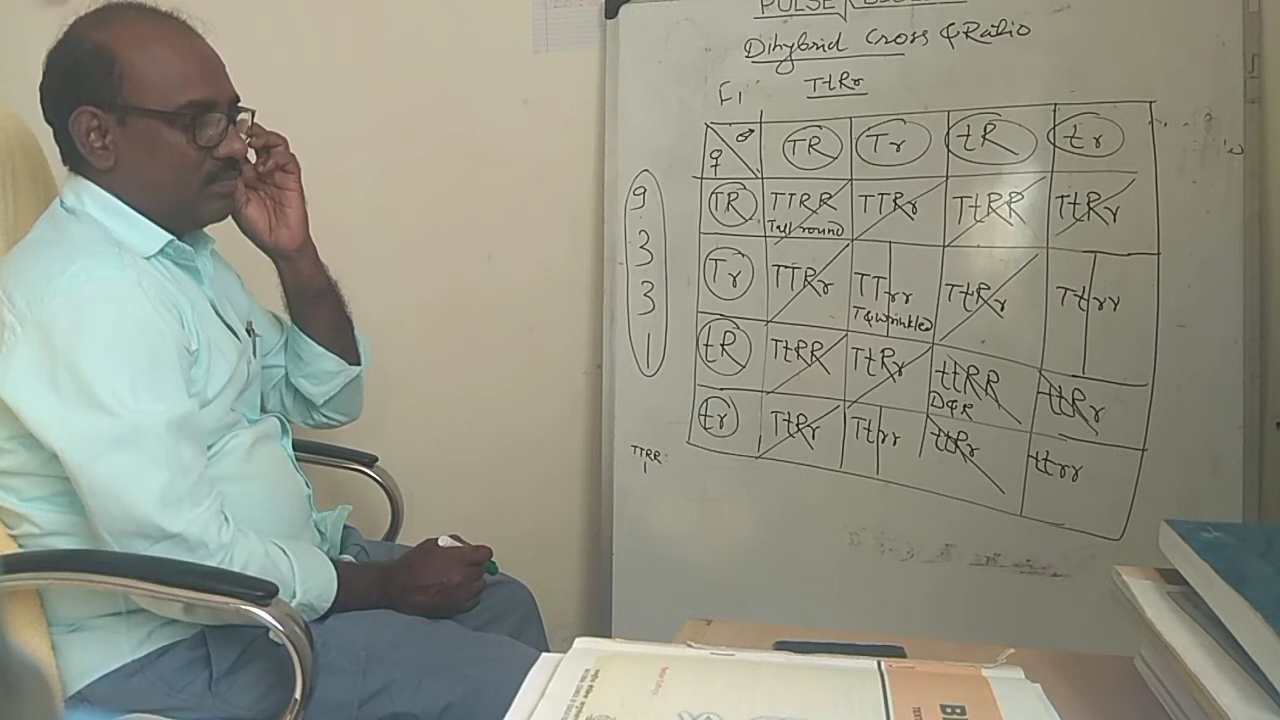 PULSE
Dihybrid Cross & Ratio
F1 TtRr
♂ TR Tr tR tr
♀
TR TTRR TTRr TtRR TtRr
Tall round
Tr TTRr TTrr TtRr Ttrr
T&wrinkled
tR TtRR TtRr ttRR ttRr
D&R
tr TtRr Ttrr ttRr ttrr
9
3
3
1
TTRR:
1